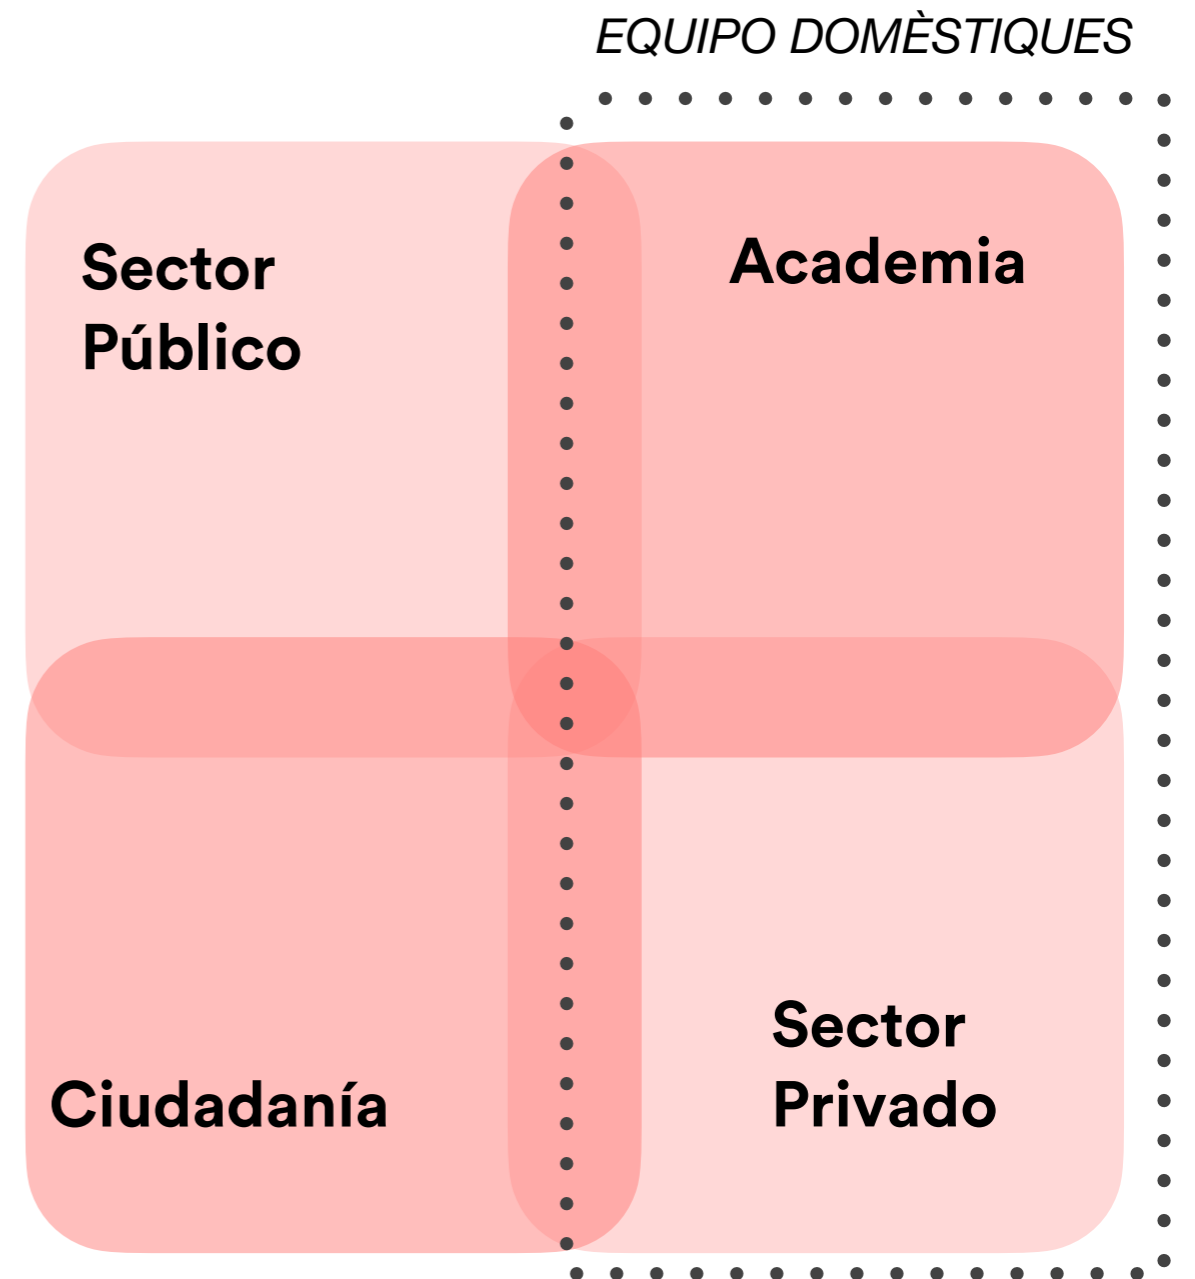 EQUIPO DOMÈSTIQUES
Sector
Público
Academia
Ciudadanía
Sector
Privado